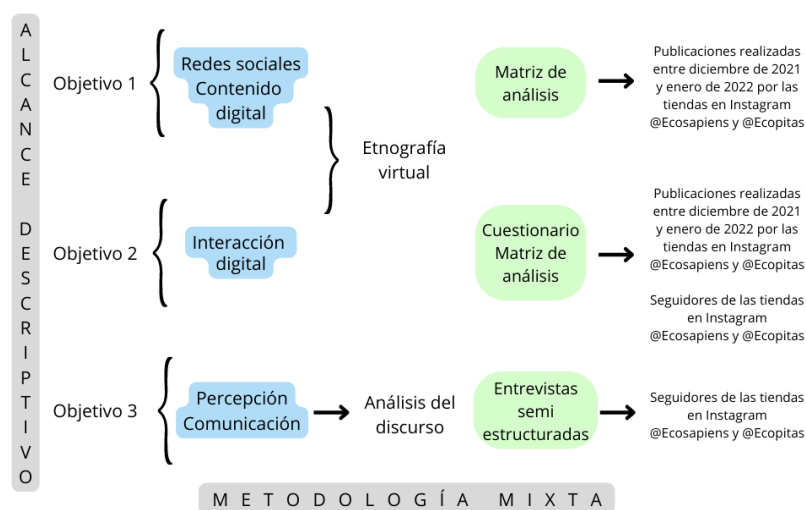 ALCANCE DESCRIPTIVO
Objetivo 1
Redes sociales
Contenido
digital
Matriz de
análisis
Publicaciones realizadas
entre diciembre de 2021
y enero de 2022 por las
tiendas en Instagram
@Ecosapiens y @Ecopitas
Etnografía
virtual
Objetivo 2
Interacción
digital
Cuestionario
Matriz de
análisis
Publicaciones realizadas
entre diciembre de 2021
y enero de 2022 por las
tiendas en Instagram
@Ecosapiens y @Ecopitas
Seguidores de las tiendas
en Instagram
@Ecosapiens y @Ecopitas
Objetivo 3
Percepción
Comunicación
Análisis del
discurso
Entrevistas
semi
estructuradas
Seguidores de las tiendas
en Instagram
@Ecosapiens y @Ecopitas
METODOLOGÍA MIXTA